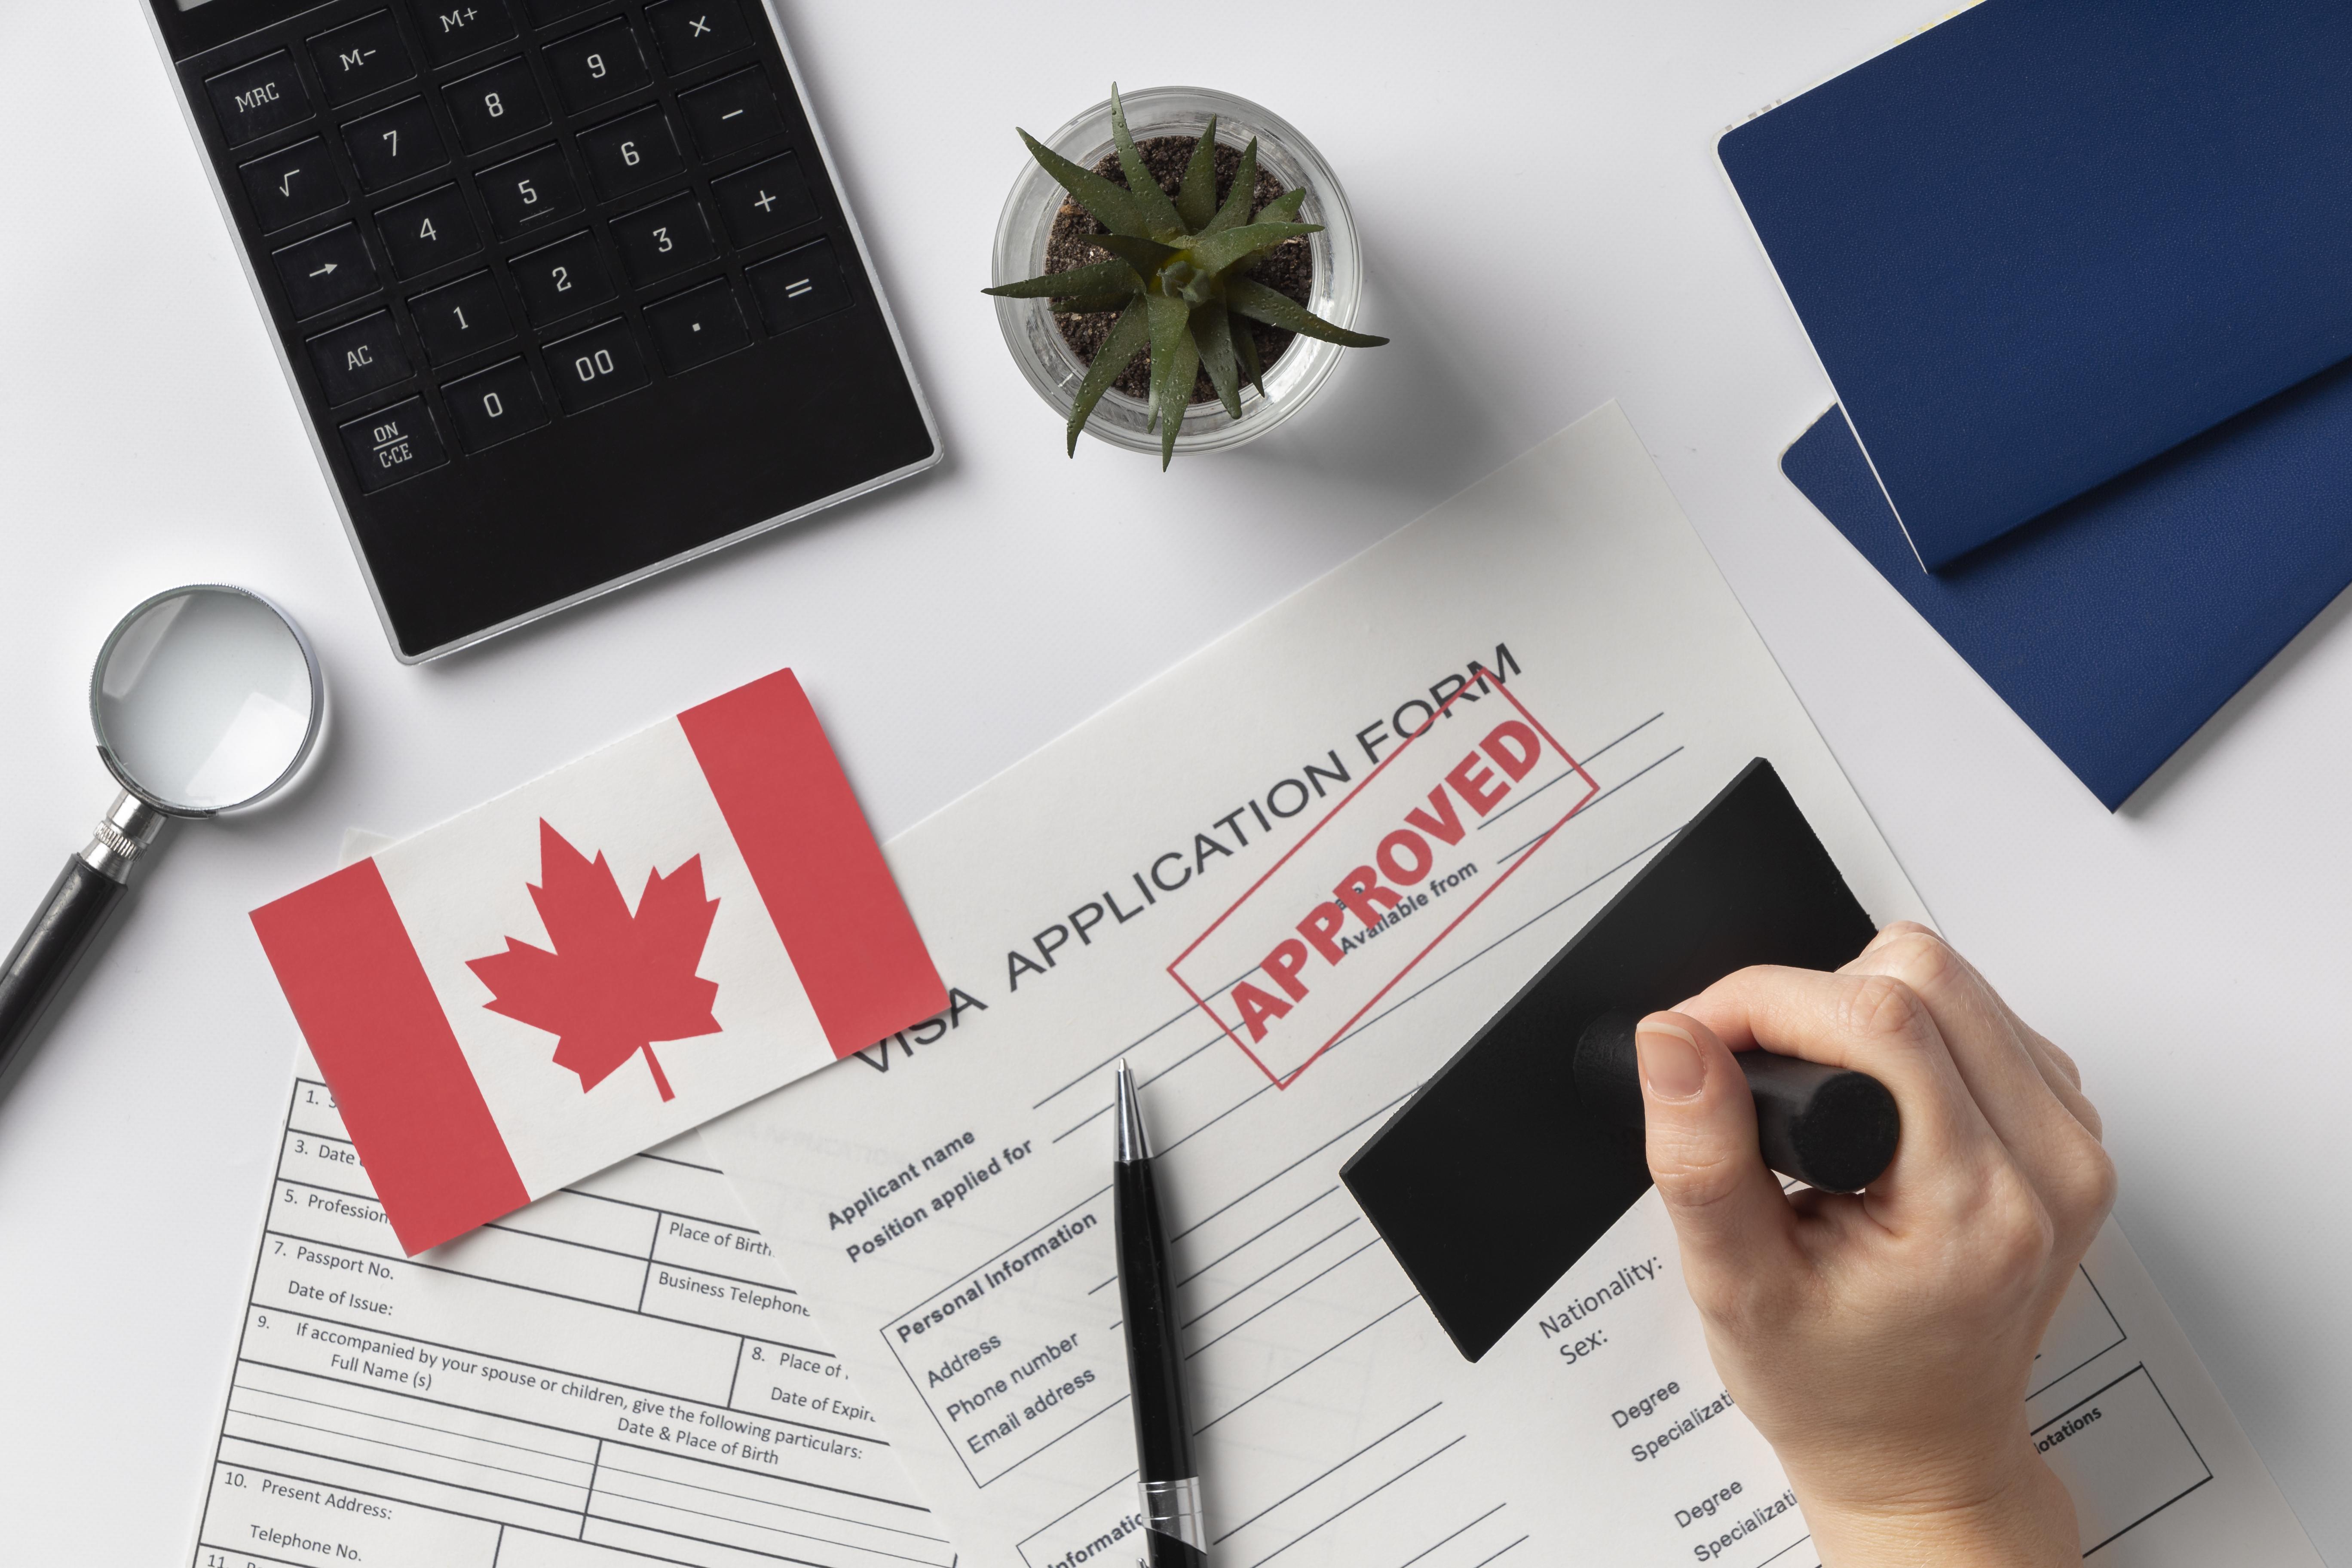 M+
×
M−
9
MRC
8
−
7
6
√
5
+
4
3
→
2
=
1
.
AC
00
0
ON
C·CE
VISA APPLICATION FORM
APPROVED
Available from
Applicant name
Position applied for
Personal Information
Address
Phone number
Email address
Nationality:
Sex:
Degree
Degree
1.
3. Date
5. Profession
Place of Birth
7. Passport No.
Business Telephone
Date of Issue:
8. Place of
Date of
9. If accompanied by your spouse or children, give the following particulars:
Full Name (s)
Date & Place of Birth
10. Present Address:
Telephone No.
11.